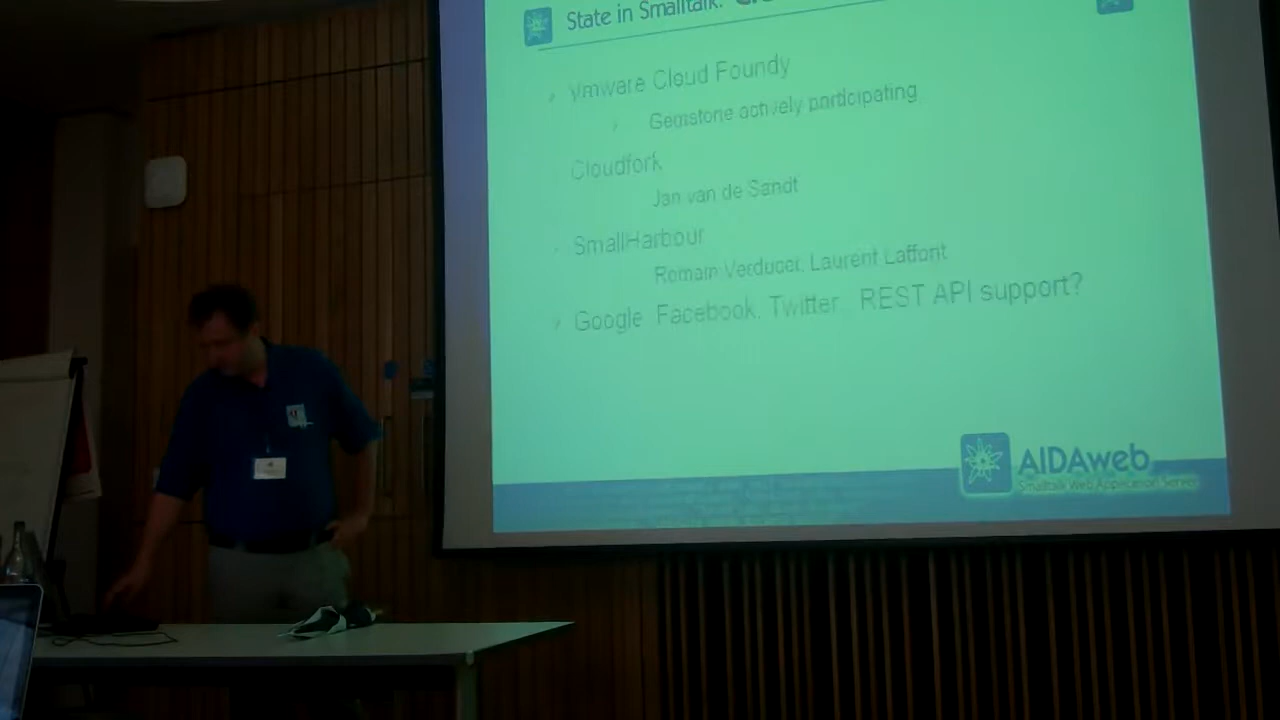 State in Smalltalk:
Vmware Cloud Foundy
Gemstone actively participating
Cloudfork
Jan van de Sandt
SmallHarbour
Romain Verduci, Laurent Laffont
Google Facebook, Twitter, REST API support?
AIDAweb
Smalltalk Web Application Server